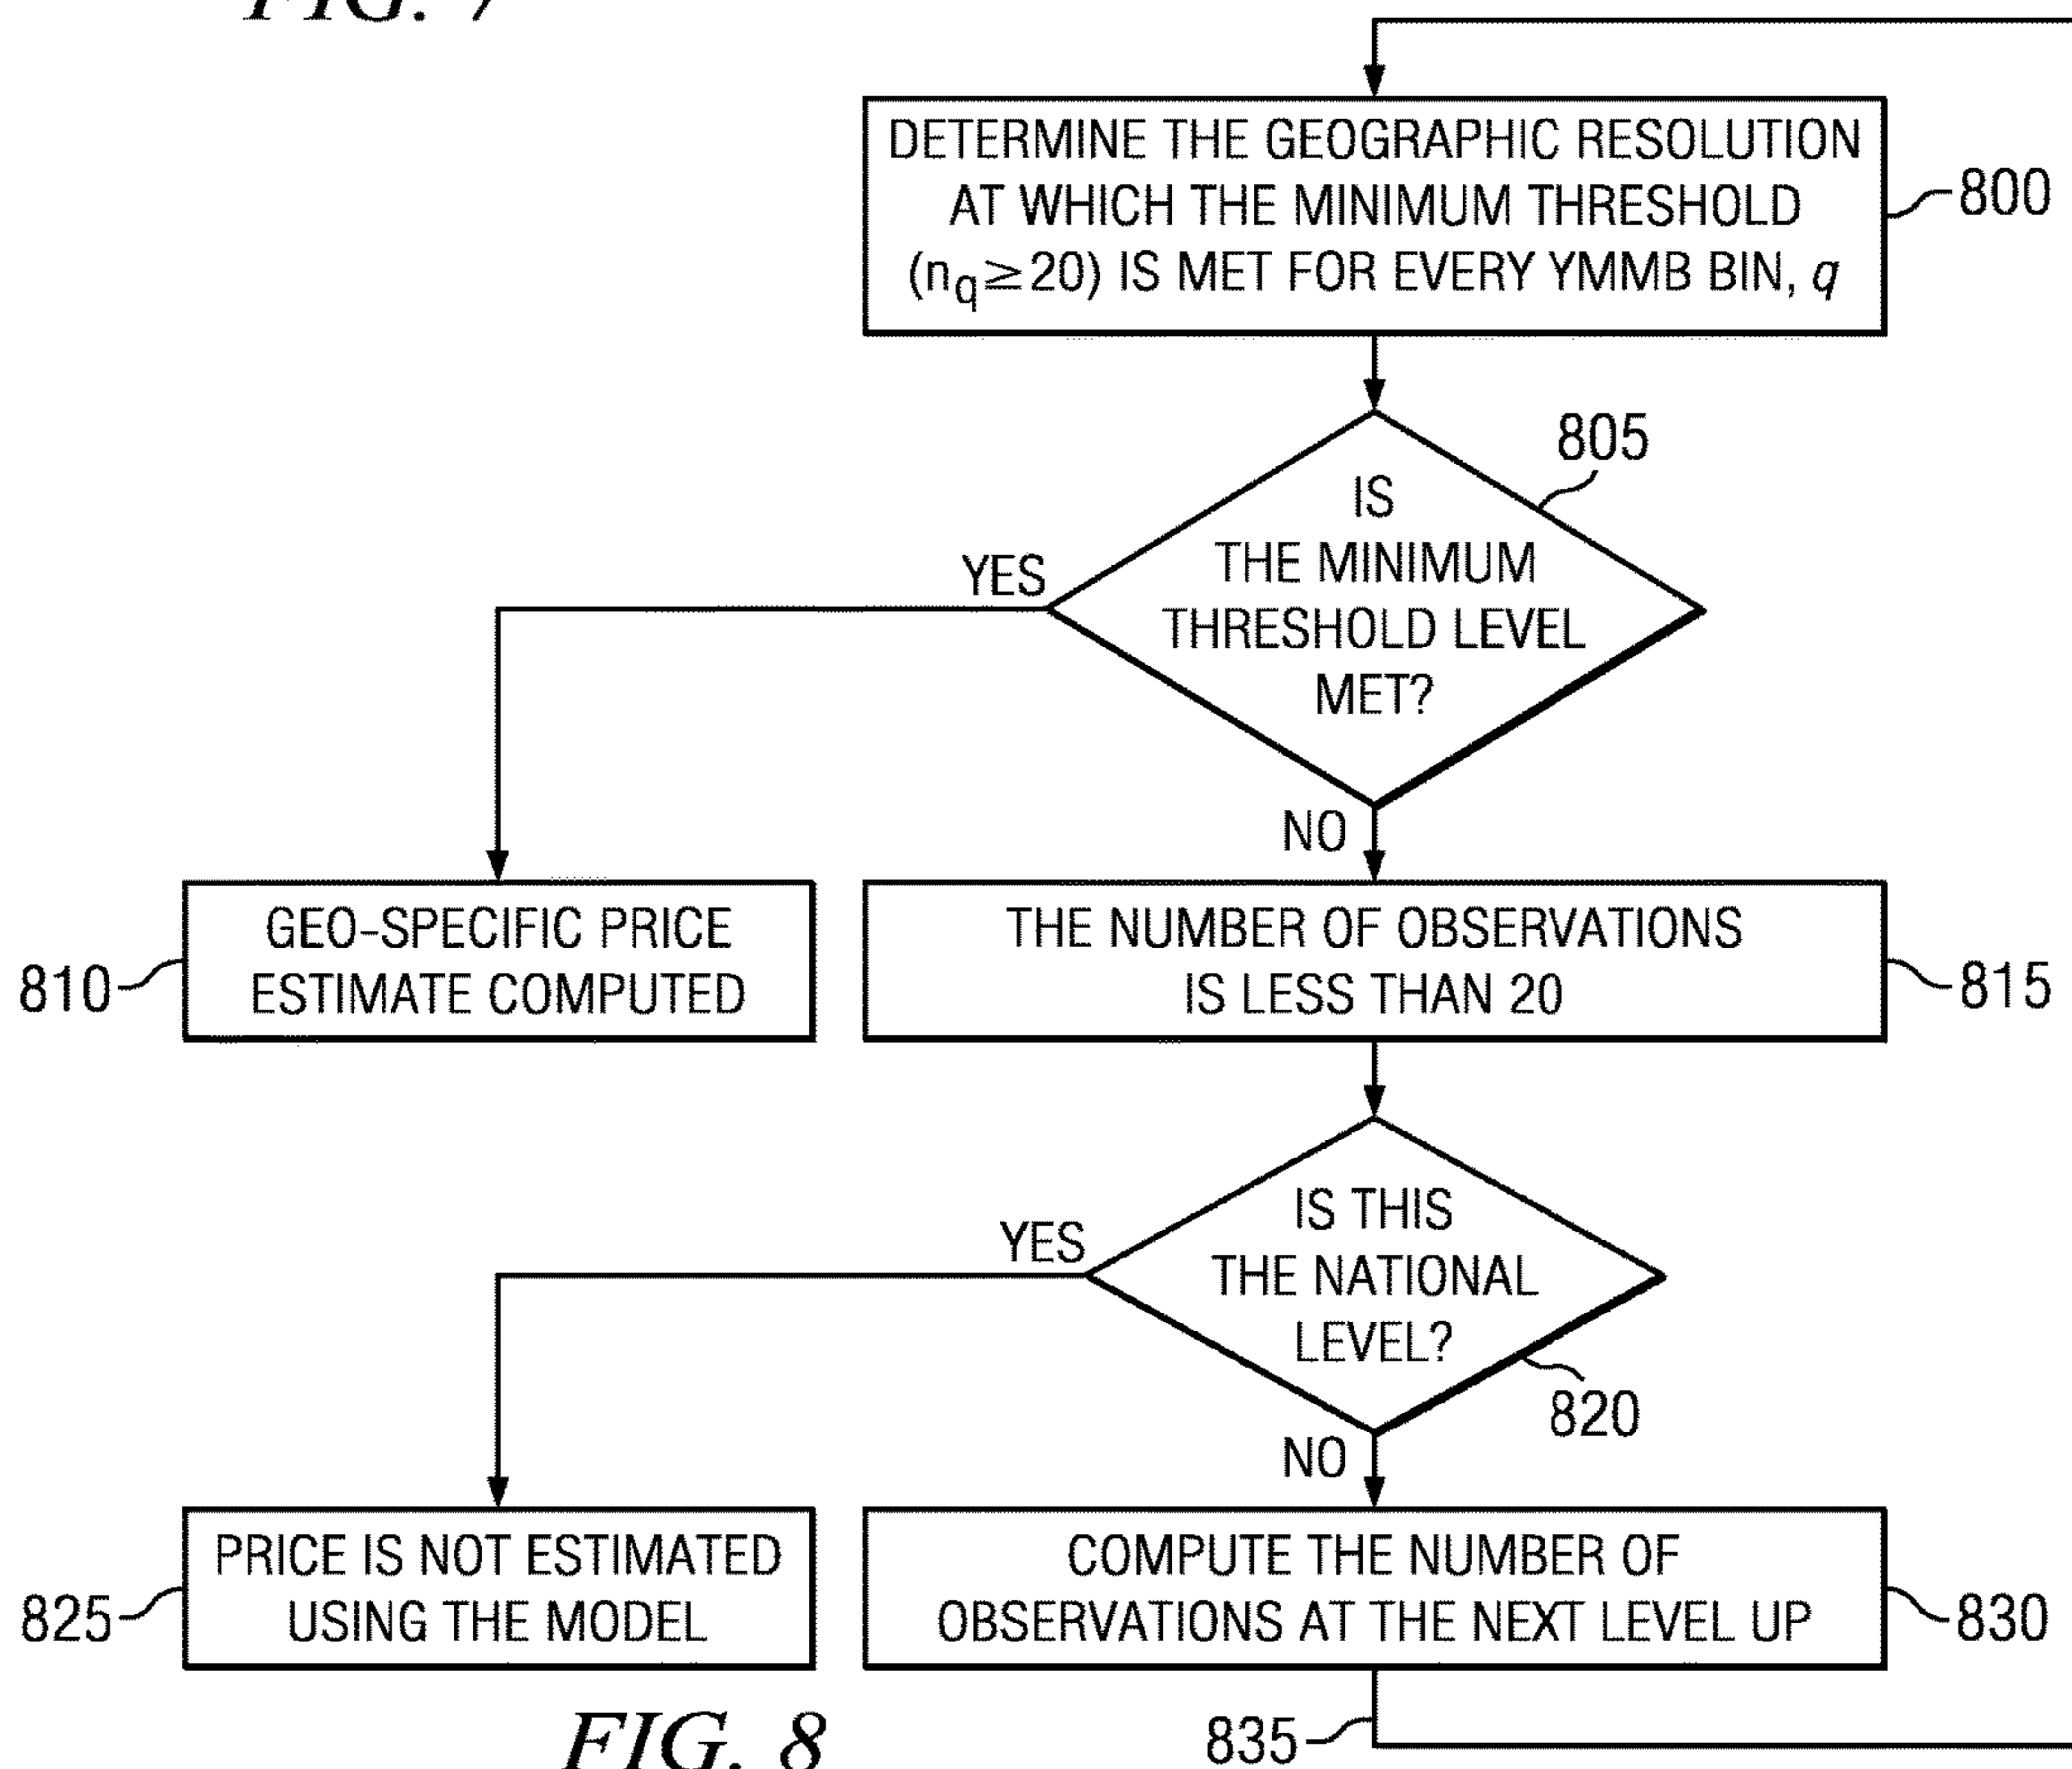 FIG. 7
DETERMINE THE GEOGRAPHIC RESOLUTION
AT WHICH THE MINIMUM THRESHOLD
(nq≥20) IS MET FOR EVERY YMMB BIN, q
800
805
IS
THE MINIMUM
THRESHOLD LEVEL
MET?
YES
NO
GEO-SPECIFIC PRICE
ESTIMATE COMPUTED
810
THE NUMBER OF OBSERVATIONS
IS LESS THAN 20
815
IS THIS
THE NATIONAL
LEVEL?
YES
820
NO
PRICE IS NOT ESTIMATED
USING THE MODEL
825
COMPUTE THE NUMBER OF
OBSERVATIONS AT THE NEXT LEVEL UP
830
835
FIG. 8